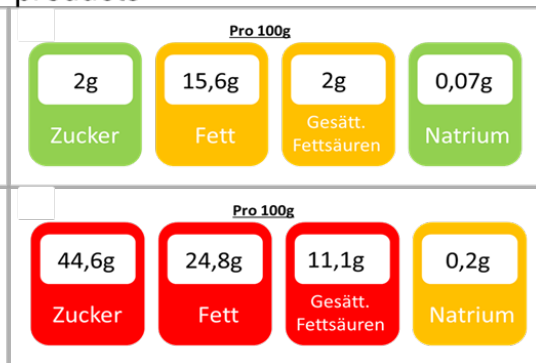 products
Pro 100g
2g 15,6g 2g 0,07g
Zucker Fett Gesätt. Fettsäuren Natrium
Pro 100g
44,6g 24,8g 11,1g 0,2g
Zucker Fett Gesätt. Fettsäuren Natrium